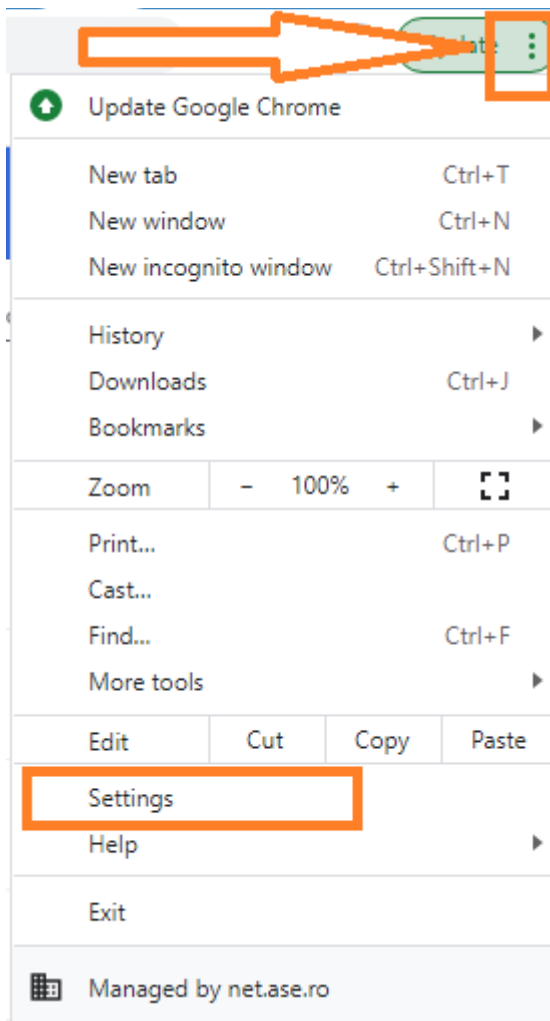 Update Google Chrome
New tab Ctrl+T
New window Ctrl+N
New incognito window Ctrl+Shift+N
History
Downloads Ctrl+J
Bookmarks
Zoom - 100% +
Print... Ctrl+P
Cast...
Find... Ctrl+F
More tools
Edit Cut Copy Paste
Settings
Help
Exit
Managed by net.ase.ro